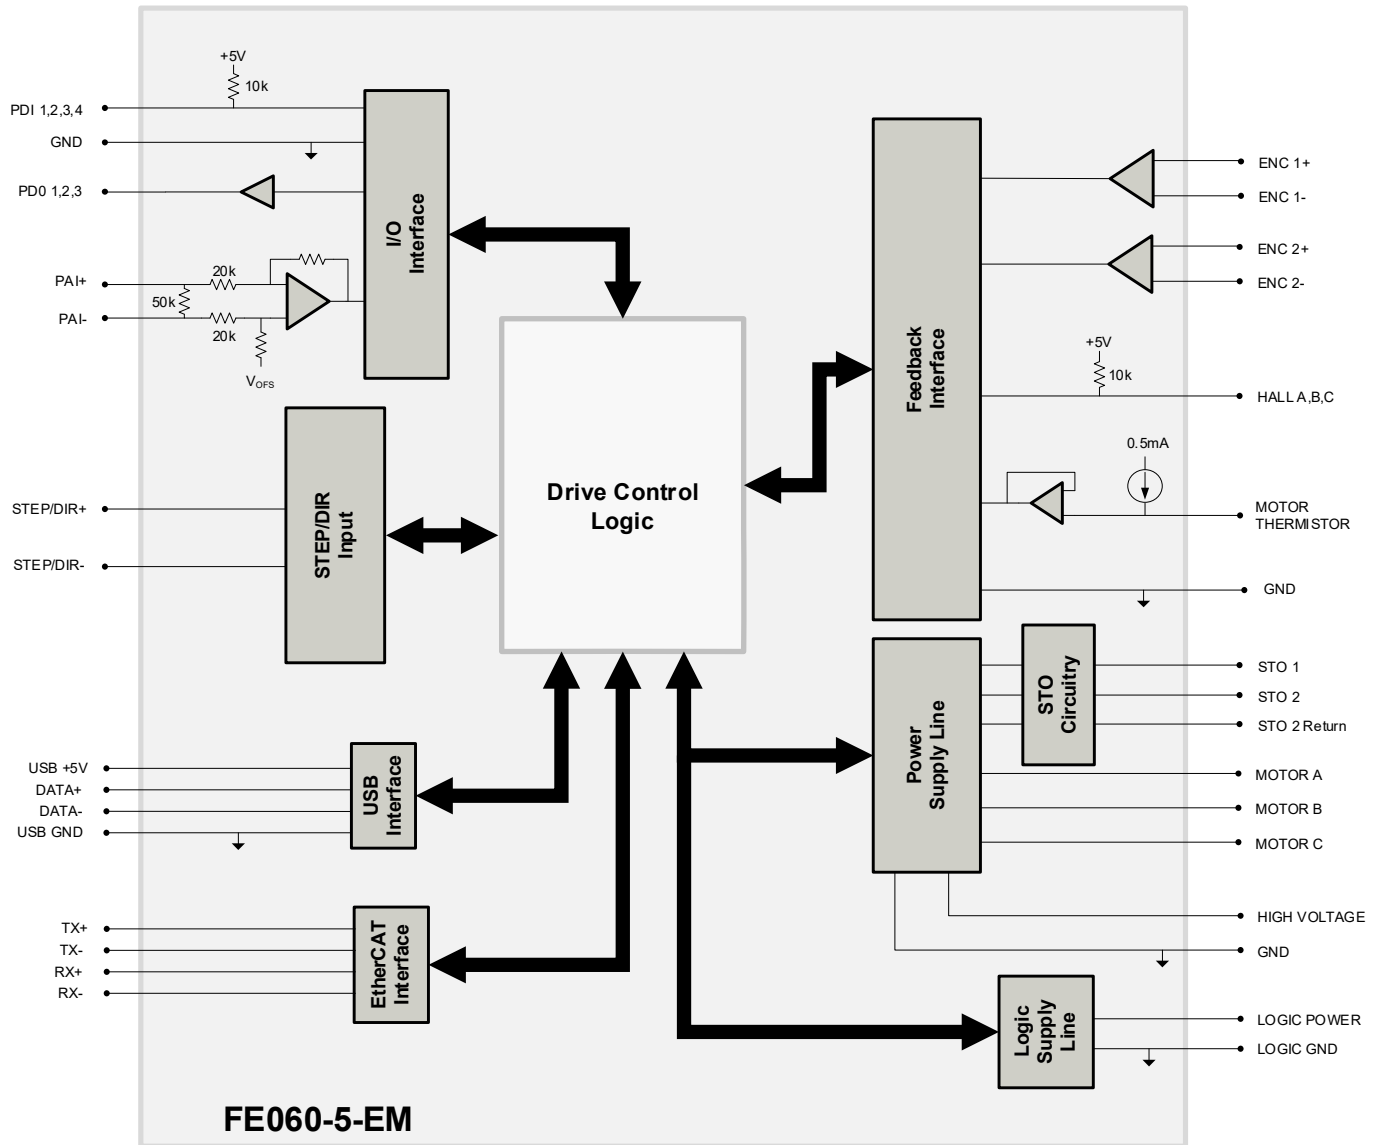 +5V
10k
PDI 1,2,3,4
GND
PD0 1,2,3
PAI+
20k
50k
PAI-
20k
VOFS
I/O
Interface
STEP/DIR+
STEP/DIR-
STEP/DIR
Input
Drive Control
Logic
Feedback
Interface
ENC 1+
ENC 1-
ENC 2+
ENC 2-
+5V
10k
HALL A,B,C
0.5mA
MOTOR
THERMISTOR
GND
USB +5V
DATA+
DATA-
USB GND
USB
Interface
TX+
TX-
RX+
RX-
EtherCAT
Interface
Power
Supply Line
STO
Circuitry
STO 1
STO 2
STO 2 Return
MOTOR A
MOTOR B
MOTOR C
HIGH VOLTAGE
GND
Logic
Supply
Line
LOGIC POWER
LOGIC GND
FE060-5-EM